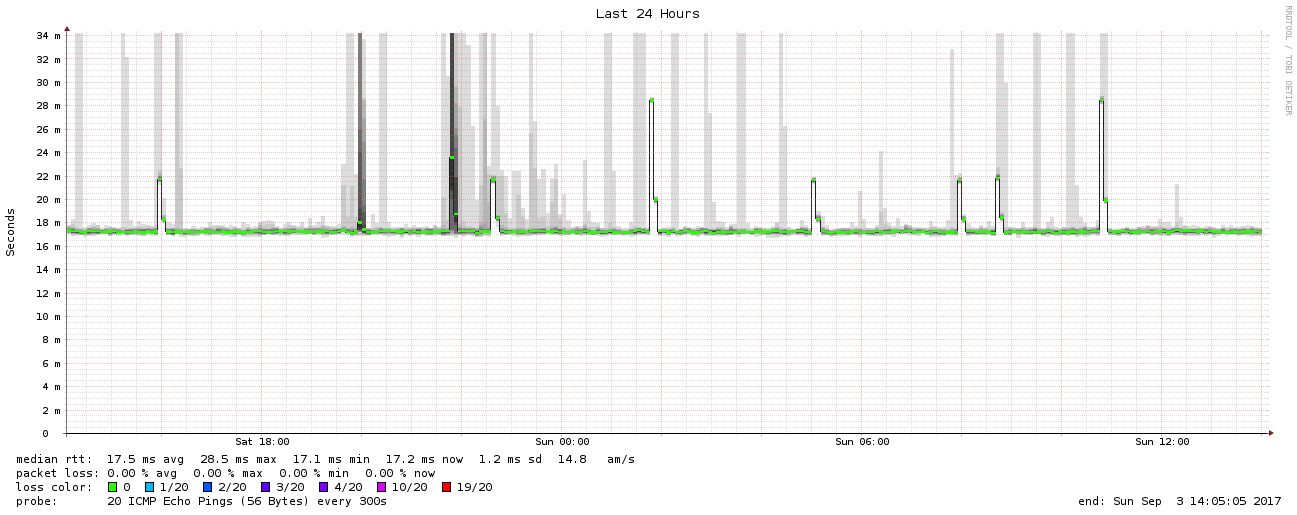 Last 24 Hours
RRDTOOL / TOBI OETIKER
Seconds
34 m
32 m
30 m
28 m
26 m
24 m
22 m
20 m
18 m
16 m
14 m
12 m
10 m
8 m
6 m
4 m
2 m
0
Sat 18:00 Sun 00:00 Sun 06:00 Sun 12:00
median rtt: 17.5 ms avg 28.5 ms max 17.1 ms min 17.2 ms now 1.2 ms sd 14.8 am/s
packet loss: 0.00 % avg 0.00 % max 0.00 % min 0.00 % now
loss color: 0 1/20 2/20 3/20 4/20 10/20 19/20
probe: 20 ICMP Echo Pings (56 Bytes) every 300s end: Sun Sep 3 14:05:05 2017